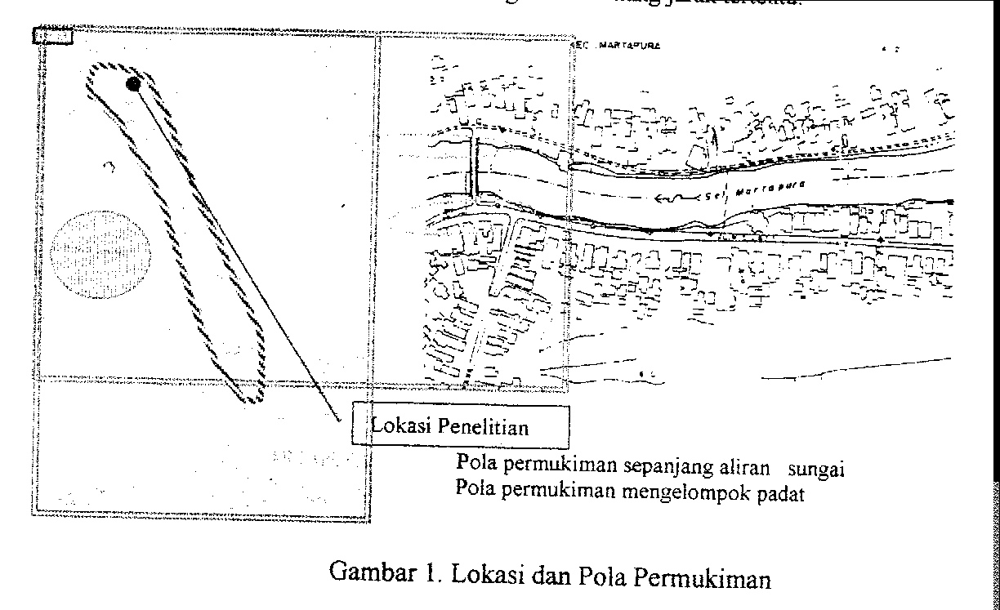 KEC. MARTAPURA
Sei Martapura
Lokasi Penelitian
Pola permukiman sepanjang aliran sungai
Pola permukiman mengelompok padat
Gambar 1. Lokasi dan Pola Permukiman